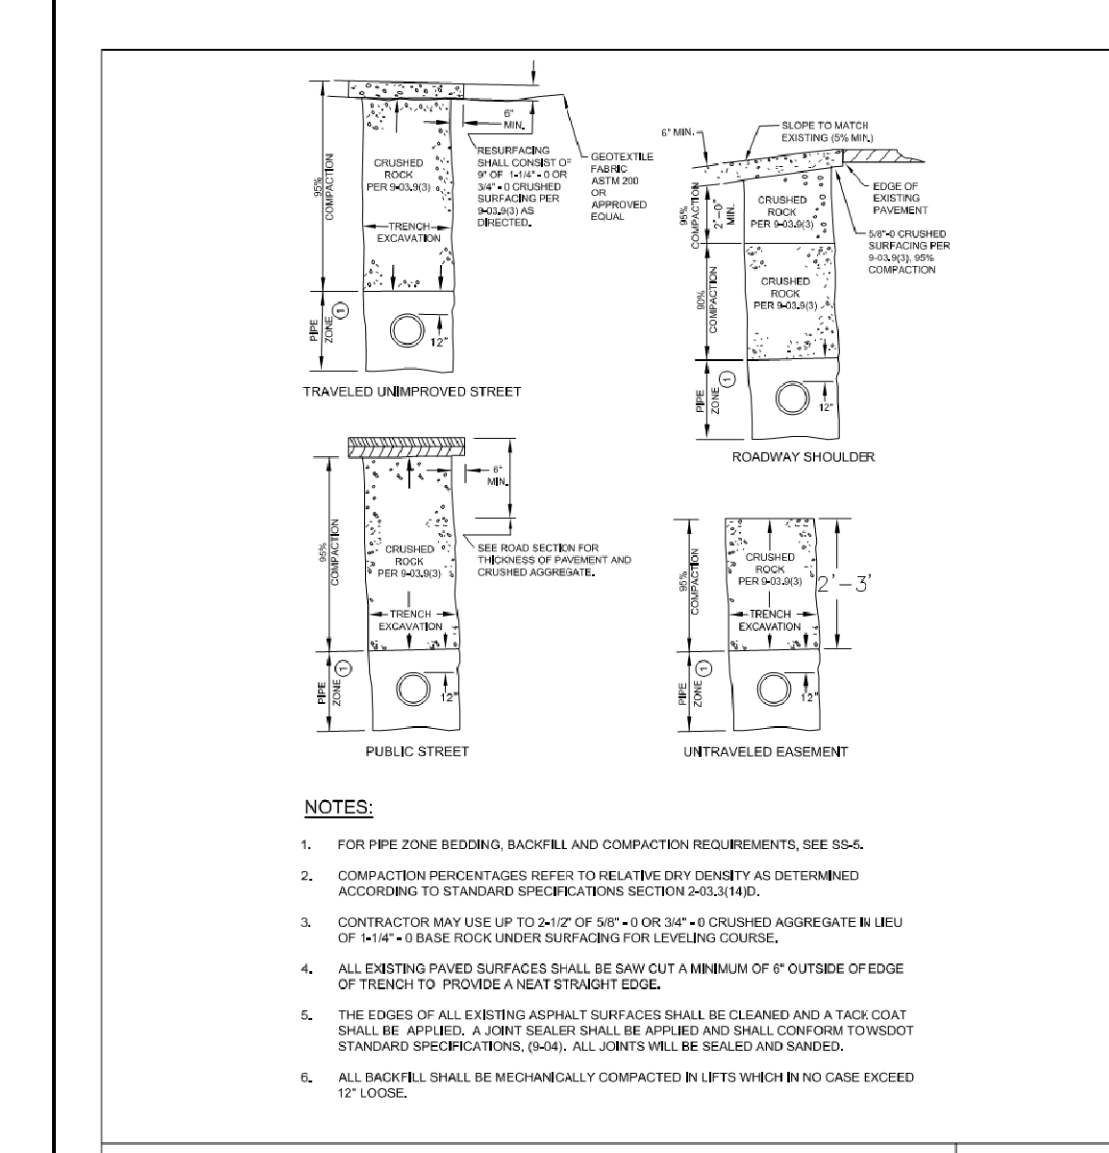 6"
MIN.
RESURFACING
SHALL CONSIST OF
9" OF 1-1/4" - 0 OR
3/4" - 0 CRUSHED
SURFACING PER
9-03.9(3) AS
DIRECTED.
GEOTEXTILE
FABRIC
ASTM 200
OR
APPROVED
EQUAL
95%
COMPACTION
CRUSHED
ROCK
PER 9-03.9(3)
TRENCH
EXCAVATION
PIPE
ZONE
1
12"
TRAVELED UNIMPROVED STREET
6" MIN.
SLOPE TO MATCH
EXISTING (5% MIN.)
EDGE OF
EXISTING
PAVEMENT
5/8"-0 CRUSHED
SURFACING PER
9-03.9(3), 95%
COMPACTION
95%
COMPACTION
2'-0"
MIN.
CRUSHED
ROCK
PER 9-03.9(3)
90%
COMPACTION
CRUSHED
ROCK
PER 9-03.9(3)
PIPE
ZONE
1
12"
ROADWAY SHOULDER
6"
MIN.
SEE ROAD SECTION FOR
THICKNESS OF PAVEMENT AND
CRUSHED AGGREGATE.
95%
COMPACTION
CRUSHED
ROCK
PER 9-03.9(3)
TRENCH
EXCAVATION
PIPE
ZONE
1
12"
PUBLIC STREET
95%
COMPACTION
CRUSHED
ROCK
PER 9-03.9(3)
2'-3'
TRENCH
EXCAVATION
PIPE
ZONE
1
12"
UNTRAVELED EASEMENT
NOTES:
1. FOR PIPE ZONE BEDDING, BACKFILL AND COMPACTION REQUIREMENTS, SEE SS-5.
2. COMPACTION PERCENTAGES REFER TO RELATIVE DRY DENSITY AS DETERMINED
ACCORDING TO STANDARD SPECIFICATIONS SECTION 2-03.3(14)D.
3. CONTRACTOR MAY USE UP TO 2-1/2" OF 5/8" - 0 OR 3/4" - 0 CRUSHED AGGREGATE IN LIEU
OF 1-1/4" - 0 BASE ROCK UNDER SURFACING FOR LEVELING COURSE.
4. ALL EXISTING PAVED SURFACES SHALL BE SAW CUT A MINIMUM OF 6" OUTSIDE OF EDGE
OF TRENCH TO PROVIDE A NEAT STRAIGHT EDGE.
5. THE EDGES OF ALL EXISTING ASPHALT SURFACES SHALL BE CLEANED AND A TACK COAT
SHALL BE APPLIED. A JOINT SEALER SHALL BE APPLIED AND SHALL CONFORM TO WSDOT
STANDARD SPECIFICATIONS, (9-04). ALL JOINTS WILL BE SEALED AND SANDED.
6. ALL BACKFILL SHALL BE MECHANICALLY COMPACTED IN LIFTS WHICH IN NO CASE EXCEED
12" LOOSE.